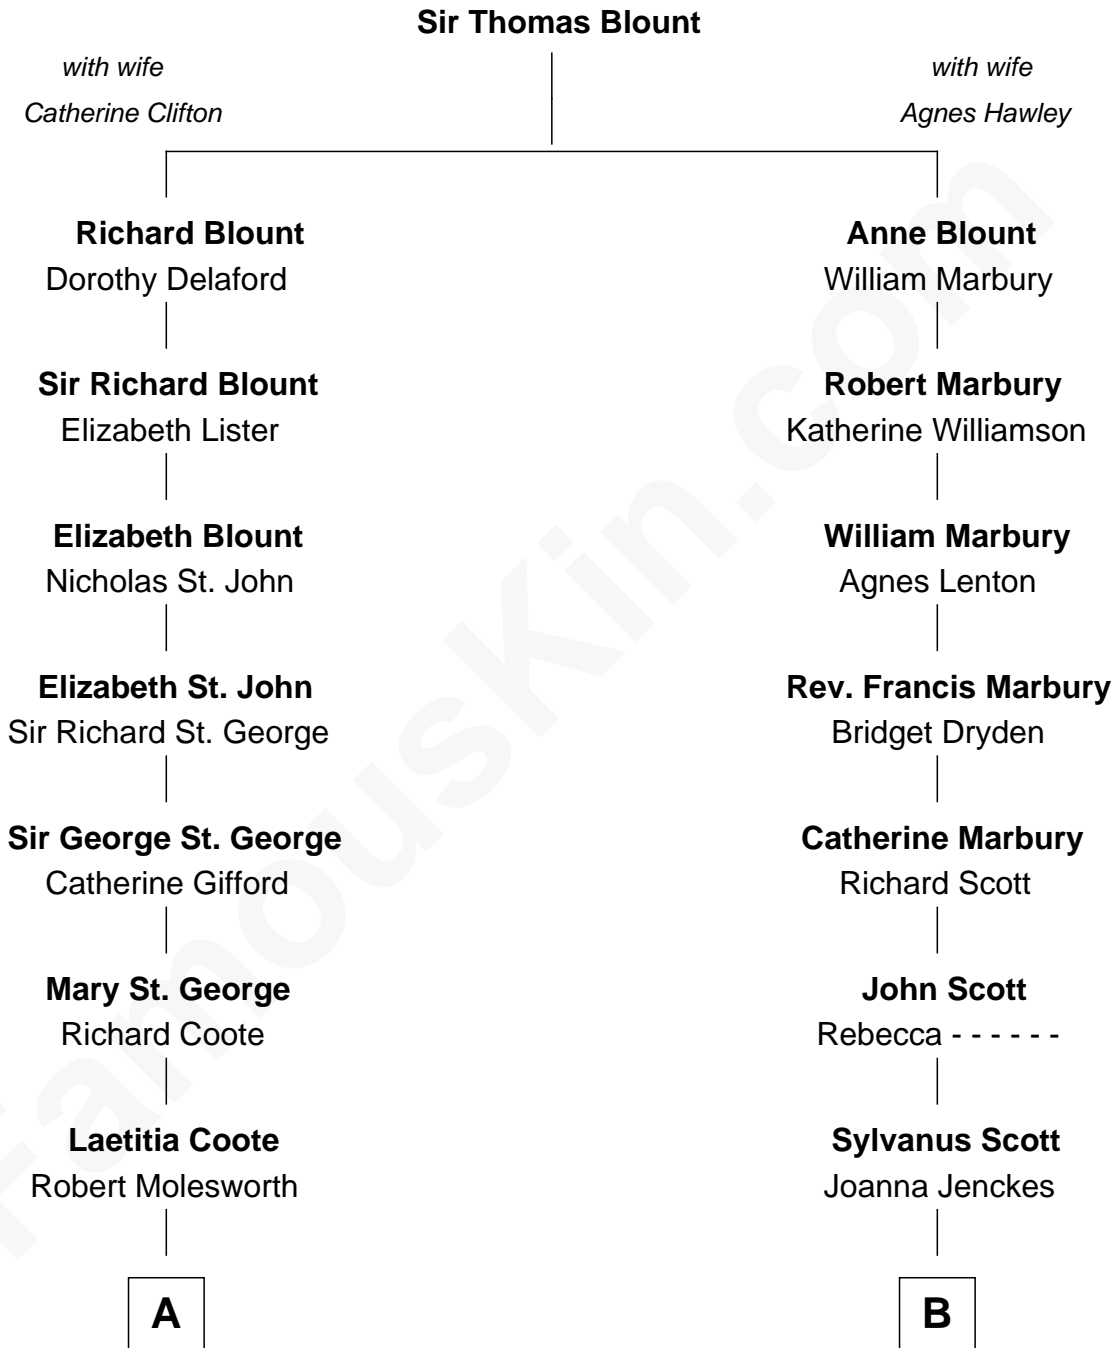 Sir Thomas Blount
with wife
Catherine Clifton
with wife
Agnes Hawley
Richard Blount
Dorothy Delaford
Anne Blount
William Marbury
Sir Richard Blount
Elizabeth Lister
Robert Marbury
Katherine Williamson
Elizabeth Blount
Nicholas St. John
William Marbury
Agnes Lenton
Elizabeth St. John
Sir Richard St. George
Rev. Francis Marbury
Bridget Dryden
Sir George St. George
Catherine Gifford
Catherine Marbury
Richard Scott
Mary St. George
Richard Coote
John Scott
Rebecca - - - - - -
Laetitia Coote
Robert Molesworth
Sylvanus Scott
Joanna Jenckes
A
B
FamousKin.com